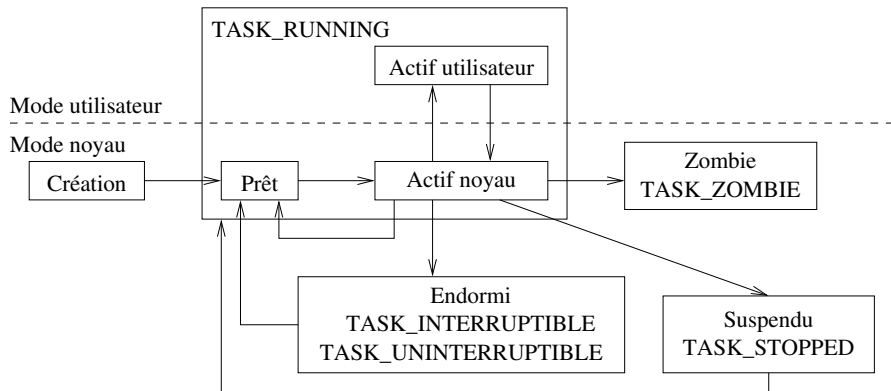 TASK_RUNNING
Actif utilisateur
Mode utilisateur
Mode noyau
Création
Prêt
Actif noyau
Zombie
TASK_ZOMBIE
Endormi
TASK_INTERRUPTIBLE
TASK_UNINTERRUPTIBLE
Suspendu
TASK_STOPPED